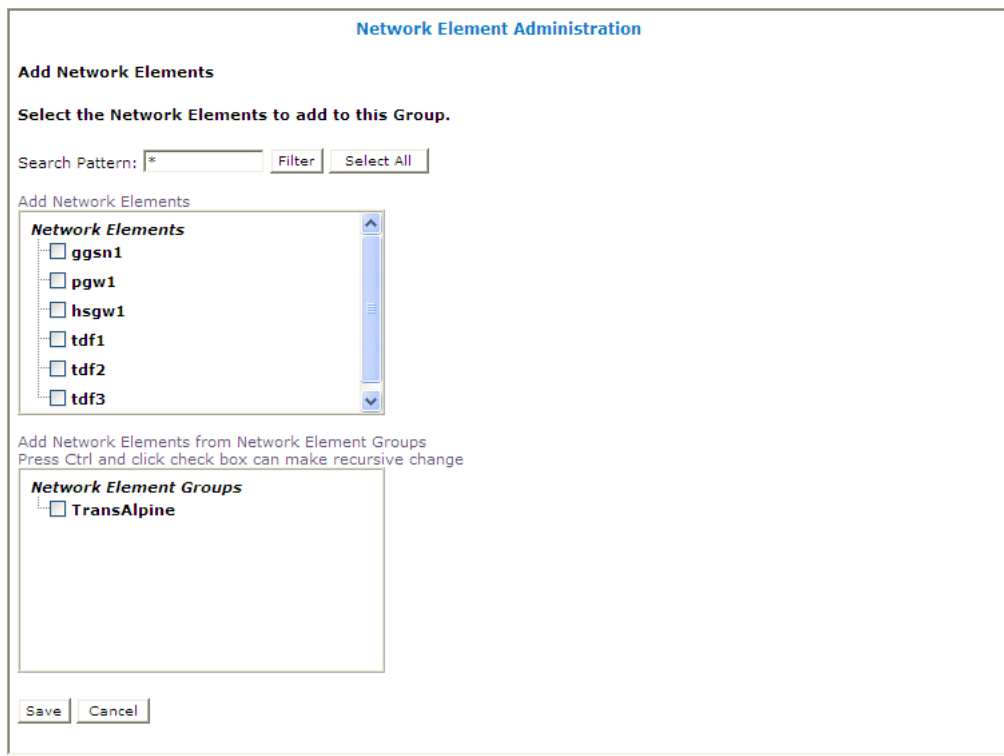 Network Element Administration
Add Network Elements
Select the Network Elements to add to this Group.
Search Pattern: * Filter Select All
Add Network Elements
Network Elements
ggsn1
pgw1
hsgw1
tdf1
tdf2
tdf3
Add Network Elements from Network Element Groups
Press Ctrl and click check box can make recursive change
Network Element Groups
TransAlpine
Save Cancel